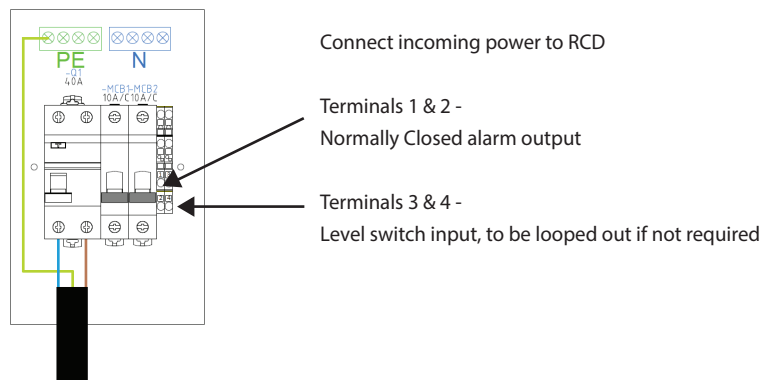 PE N
-Q1
40A
-MCB1-MCB2
10A/C10A/C
Connect incoming power to RCD
Terminals 1 & 2 -
Normally Closed alarm output
Terminals 3 & 4 -
Level switch input, to be looped out if not required